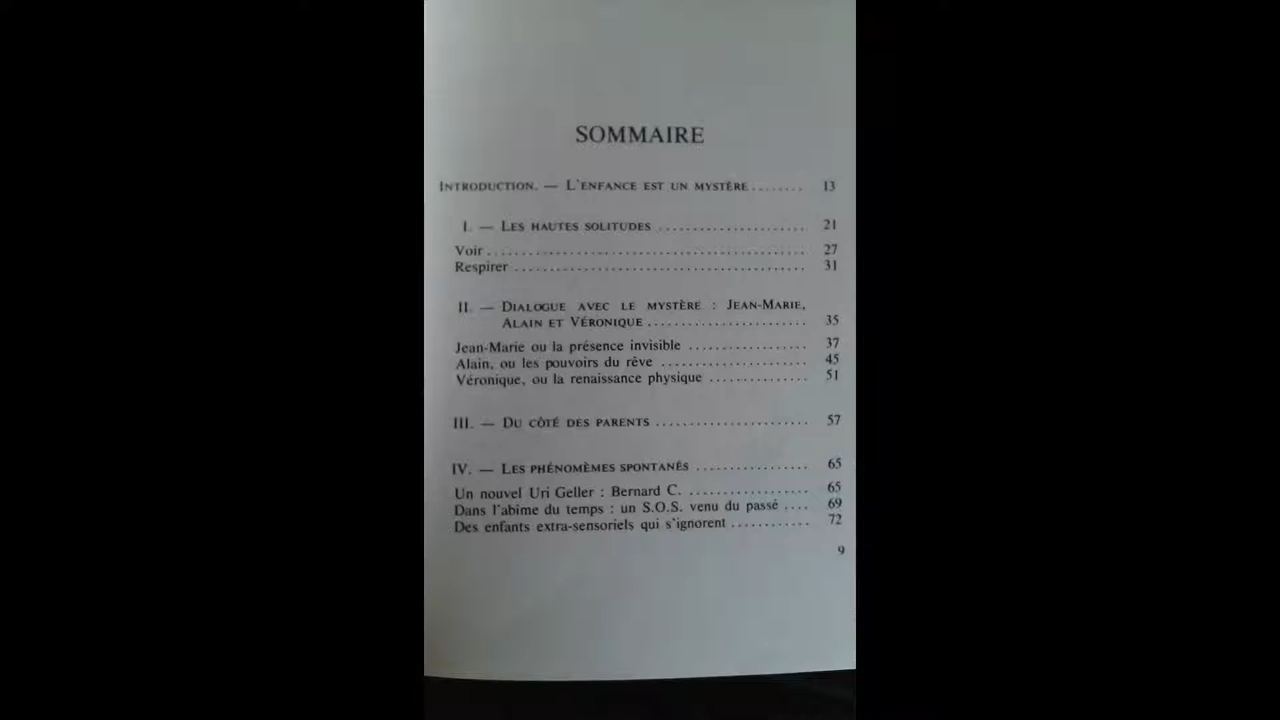 SOMMAIRE
INTRODUCTION. — L'ENFANCE EST UN MYSTÈRE ........ 13
I. — LES HAUTES SOLITUDES ...................... 21
Voir ................................................ 27
Respirer ............................................ 31
II. — DIALOGUE AVEC LE MYSTÈRE : JEAN-MARIE,
ALAIN ET VÉRONIQUE ........................ 35
Jean-Marie ou la présence invisible .................. 37
Alain, ou les pouvoirs du rêve ...................... 45
Véronique, ou la renaissance physique ............... 51
III. — DU CÔTÉ DES PARENTS ....................... 57
IV. — LES PHÉNOMÈMES SPONTANÉS ................. 65
Un nouvel Uri Geller : Bernard C. .................. 65
Dans l'abime du temps : un S.O.S. venu du passé .... 69
Des enfants extra-sensoriels qui s'ignorent ............ 72
9